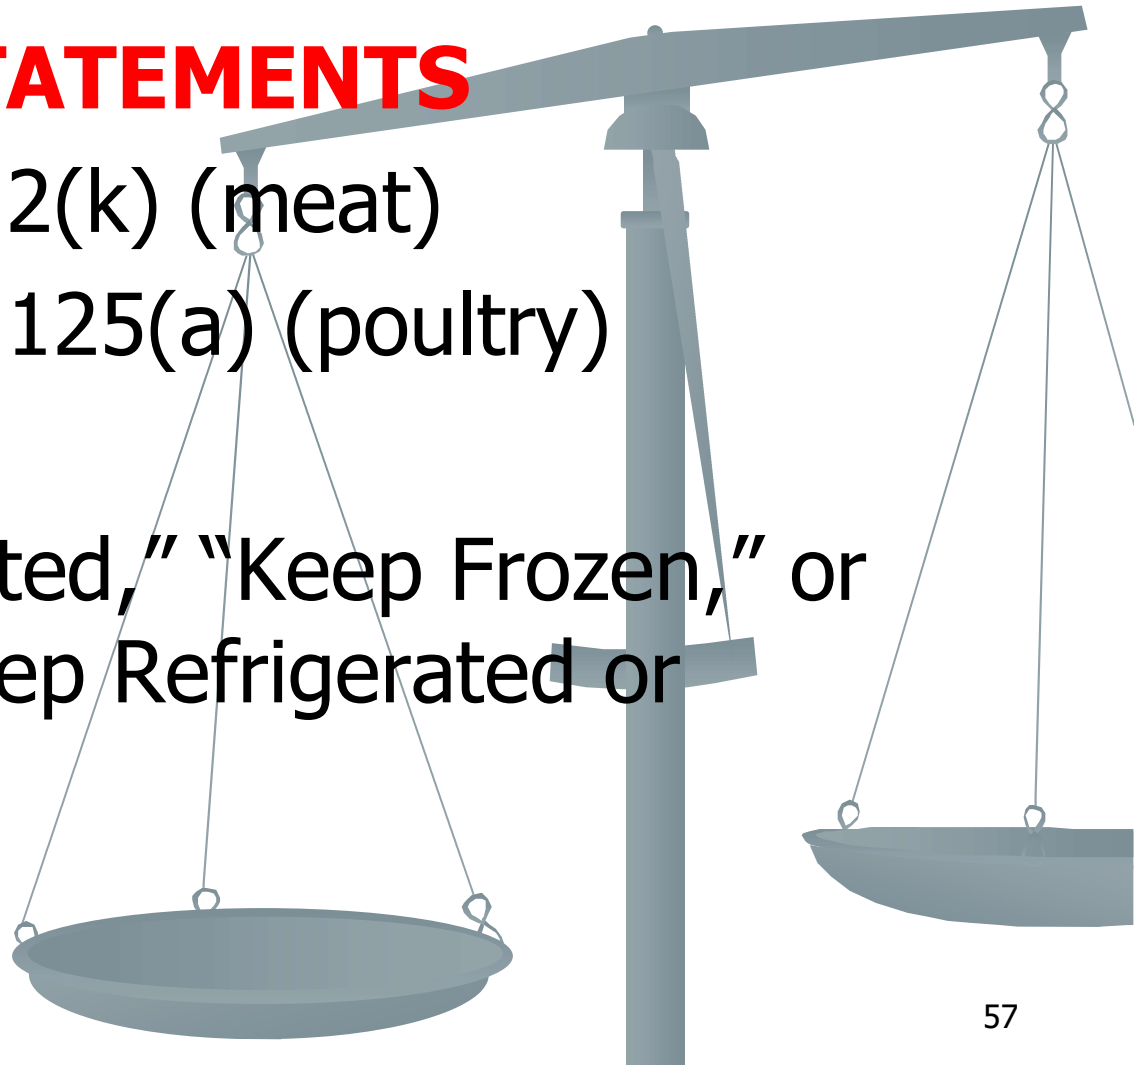 TATEMENTS
2(k) (meat)
125(a) (poultry)
ted,” “Keep Frozen,” or
ep Refrigerated or
57